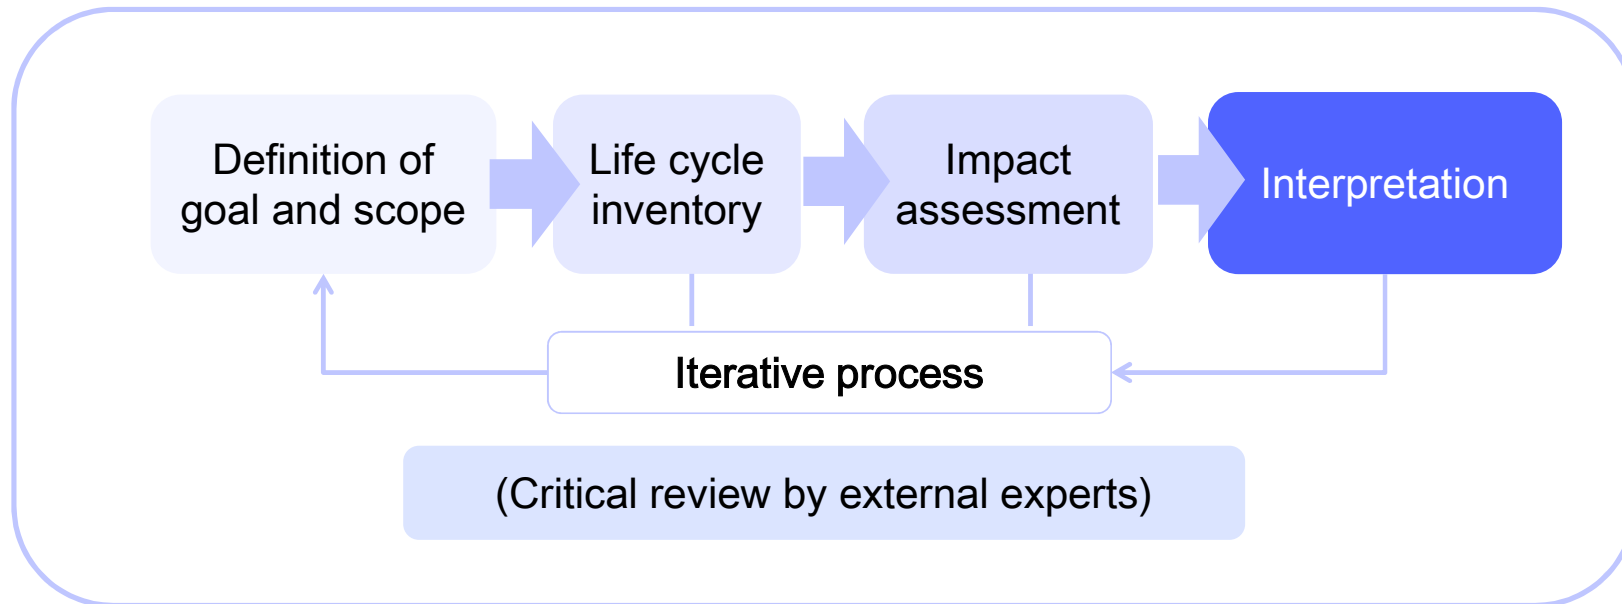 Definition of
goal and scope
Life cycle
inventory
Impact
assessment
Interpretation
Iterative process
(Critical review by external experts)